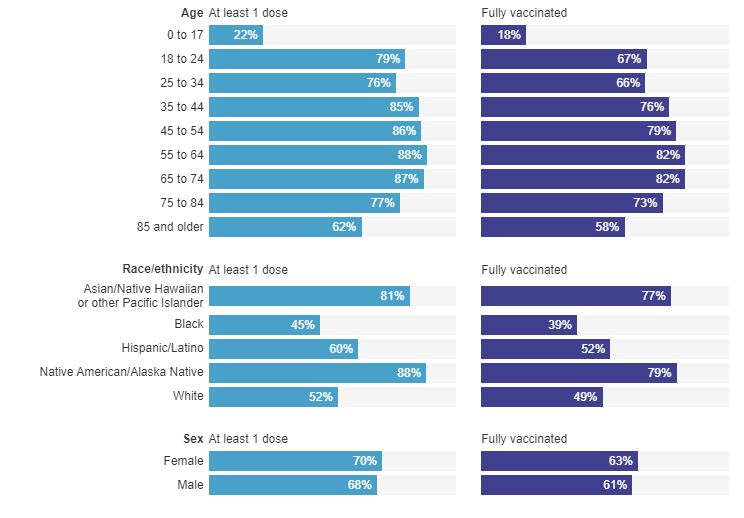 Age At least 1 dose Fully vaccinated
0 to 17 22% 18%
18 to 24 79% 67%
25 to 34 76% 66%
35 to 44 85% 76%
45 to 54 86% 79%
55 to 64 88% 82%
65 to 74 87% 82%
75 to 84 77% 73%
85 and older 62% 58%
Race/ethnicity At least 1 dose Fully vaccinated
Asian/Native Hawaiian
or other Pacific Islander 81% 77%
Black 45% 39%
Hispanic/Latino 60% 52%
Native American/Alaska Native 88% 79%
White 52% 49%
Sex At least 1 dose Fully vaccinated
Female 70% 63%
Male 68% 61%